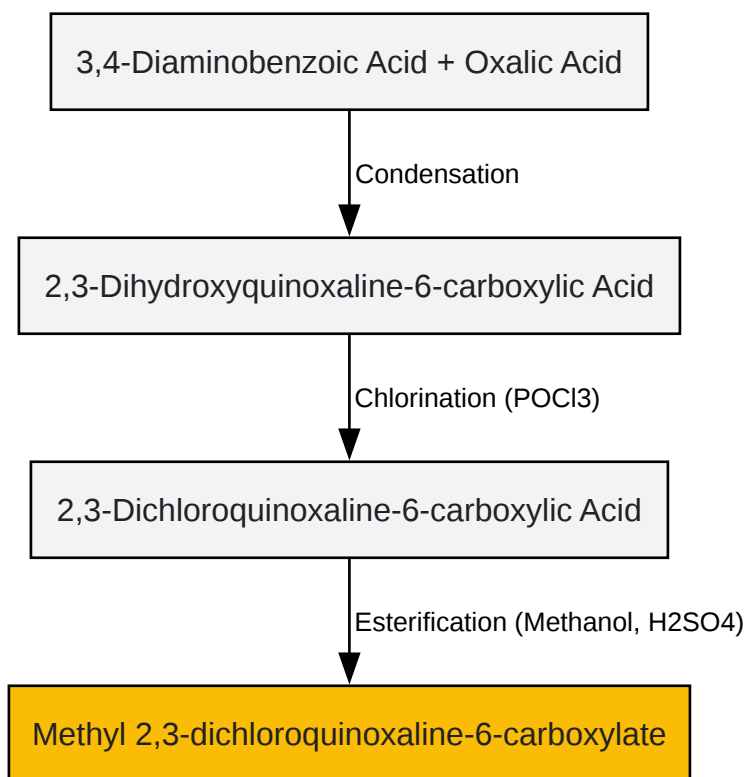 3,4-Diaminobenzoic Acid + Oxalic Acid
Condensation
2,3-Dihydroxyquinoxaline-6-carboxylic Acid
Chlorination (POCl3)
2,3-Dichloroquinoxaline-6-carboxylic Acid
Esterification (Methanol, H2SO4)
Methyl 2,3-dichloroquinoxaline-6-carboxylate